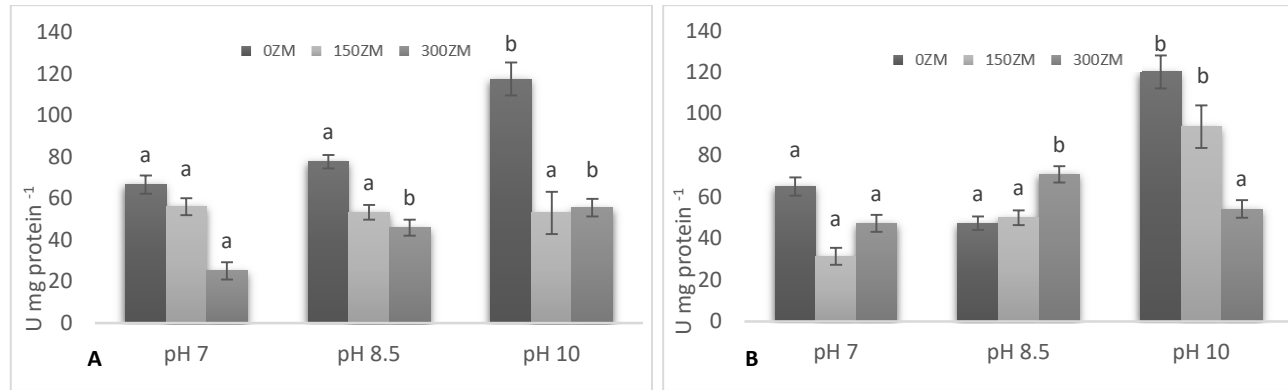 140
120
100
80
60
40
20
0
U mg protein ⁻¹
0ZM 150ZM 300ZM
a a a
a a b
b a b
pH 7 pH 8.5 pH 10
A
140
120
100
80
60
40
20
0
U mg protein ⁻¹
0ZM 150ZM 300ZM
a a a
a a b
b b a
pH 7 pH 8.5 pH 10
B